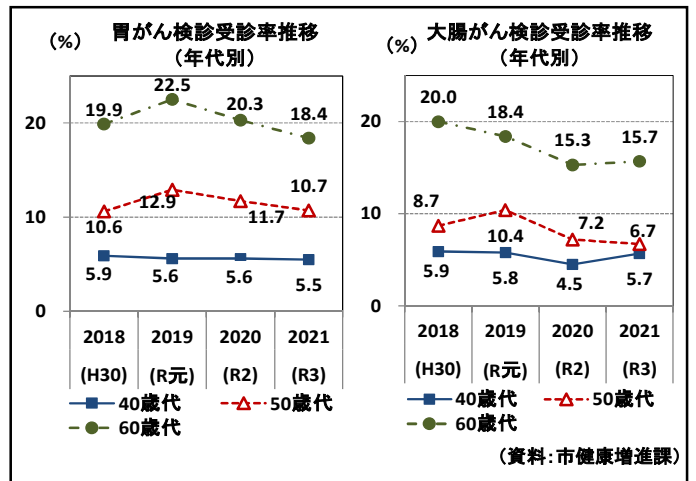 胃がん検診受診率推移
（年代別）
（%）
22.5
19.9
20.3
18.4
20
12.9
11.7
10.7
10
10.6
5.9
5.6
5.6
5.5
0
2018
2019
2020
2021
(H30)
(R元)
(R2)
(R3)
40歳代
50歳代
60歳代
大腸がん検診受診率推移
（年代別）
（%）
20.0
18.4
15.3
15.7
20
8.7
10.4
7.2
6.7
10
5.9
5.8
4.5
5.7
0
2018
2019
2020
2021
(H30)
(R元)
(R2)
(R3)
40歳代
50歳代
60歳代
（資料：市健康増進課）